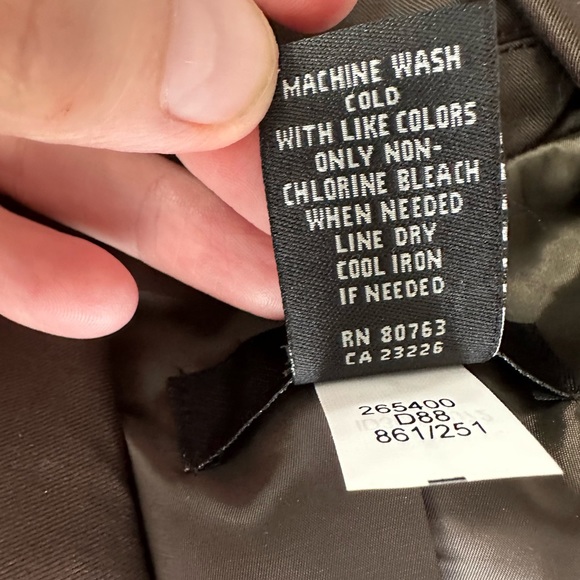 MACHINE WASH
COLD
WITH LIKE COLORS
ONLY NON-
CHLORINE BLEACH
WHEN NEEDED
LINE DRY
COOL IRON
IF NEEDED
RN 80763
CA 23226
265400
D88
861/251